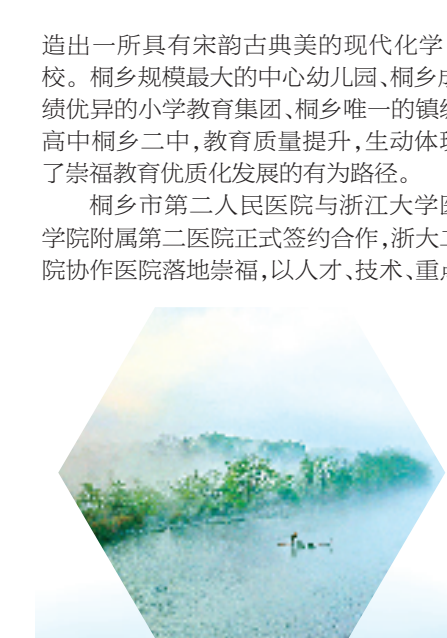 造出一所具有宋韵古典美的现代化学
校。桐乡规模最大的中心幼儿园、桐乡成
绩优异的小学教育集团、桐乡唯一的镇级
高中桐乡二中,教育质量提升,生动体现
了崇福教育优质化发展的有为路径。
桐乡市第二人民医院与浙江大学医
学院附属第二医院正式签约合作,浙大二
院协作医院落地崇福,以人才、技术、重点